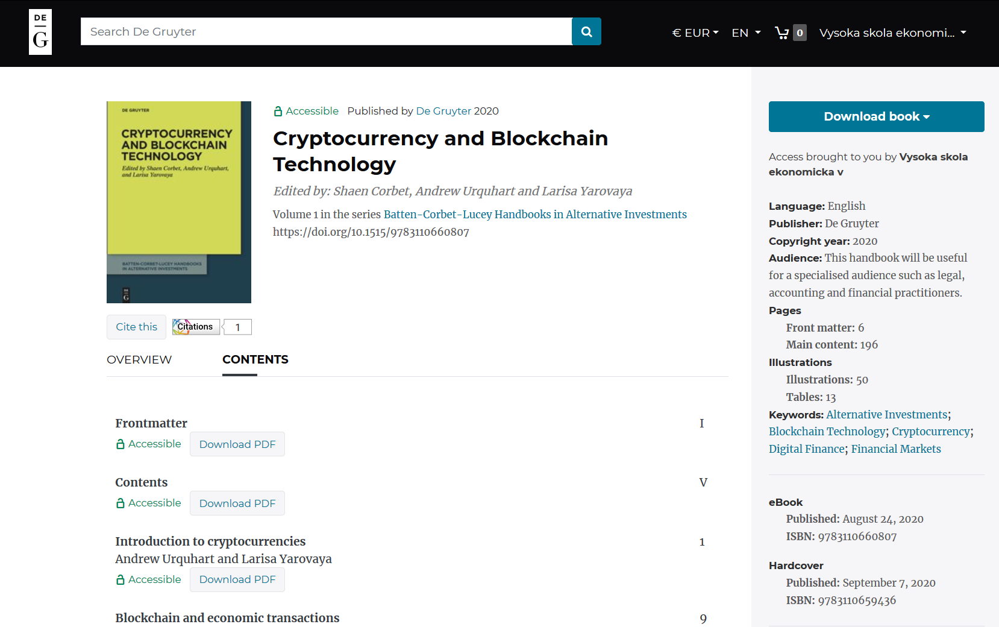 DE
G
Search De Gruyter
€ EUR
EN
0
Vysoka skola ekonomi...
DE GRUYTER
CRYPTOCURRENCY
AND BLOCKCHAIN
TECHNOLOGY
Edited by Shaen Corbet, Andrew Urquhart,
and Larisa Yarovaya
BATTEN-CORBET-LUCEY HANDBOOKS
IN ALTERNATIVE INVESTMENTS
DE
G
Accessible Published by De Gruyter 2020
Cryptocurrency and Blockchain
Technology
Edited by: Shaen Corbet, Andrew Urquhart and Larisa Yarovaya
Volume 1 in the series Batten-Corbet-Lucey Handbooks in Alternative Investments
https://doi.org/10.1515/9783110660807
Cite this
Citations
1
OVERVIEW
CONTENTS
Frontmatter I
Accessible Download PDF
Contents V
Accessible Download PDF
Introduction to cryptocurrencies 1
Andrew Urquhart and Larisa Yarovaya
Accessible Download PDF
Blockchain and economic transactions 9
Download book
Access brought to you by Vysoka skola
ekonomicka v
Language: English
Publisher: De Gruyter
Copyright year: 2020
Audience: This handbook will be useful
for a specialised audience such as legal,
accounting and financial practitioners.
Pages
Front matter: 6
Main content: 196
Illustrations
Illustrations: 50
Tables: 13
Keywords: Alternative Investments;
Blockchain Technology; Cryptocurrency;
Digital Finance; Financial Markets
eBook
Published: August 24, 2020
ISBN: 9783110660807
Hardcover
Published: September 7, 2020
ISBN: 9783110659436